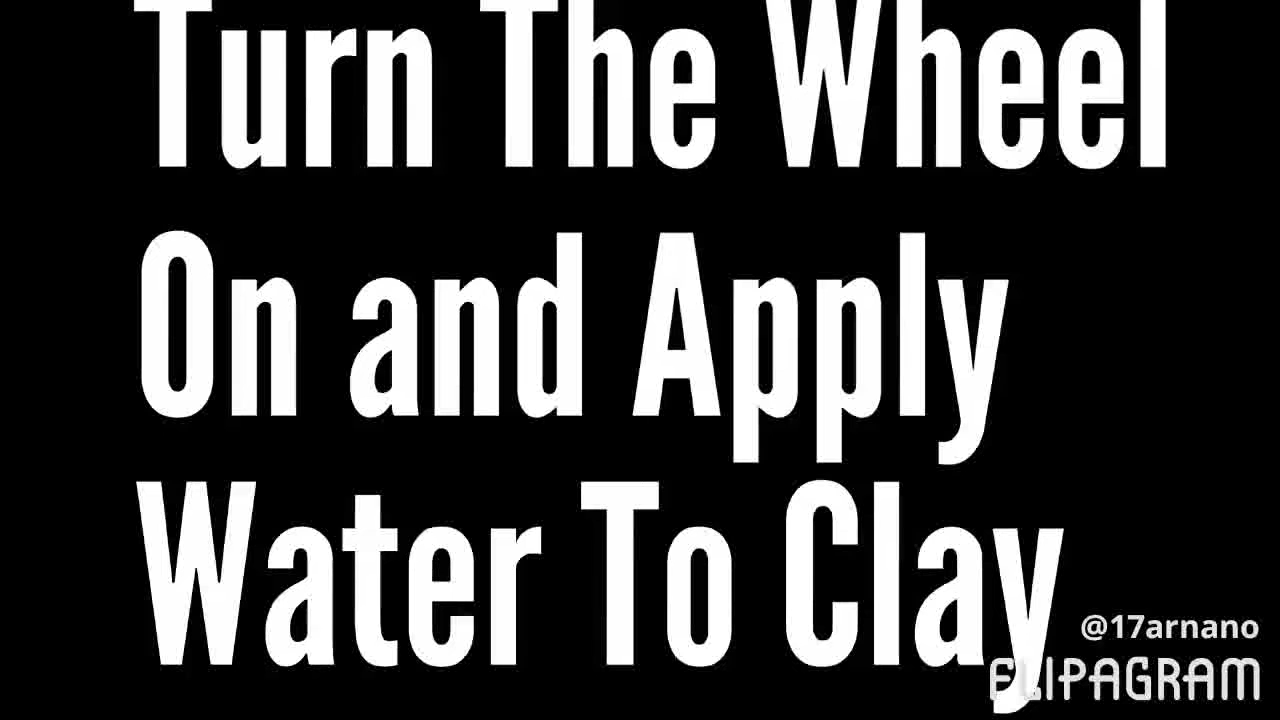 Turn The Wheel
On and Apply
Water To Clay
@17arnano
FLIPAGRAM